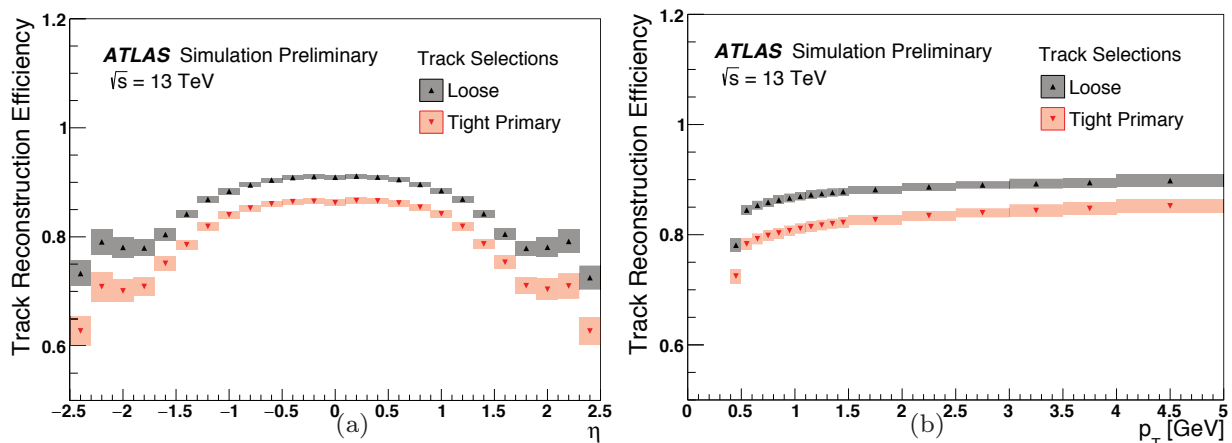 Track Reconstruction Efficiency
1.2
1
0.8
0.6
ATLAS Simulation Preliminary
√s = 13 TeV
Track Selections
Loose
Tight Primary
−2.5 −2 −1.5 −1 −0.5 0 0.5 1 1.5 2 2.5
(a)
η
Track Reconstruction Efficiency
1.2
1
0.8
0.6
ATLAS Simulation Preliminary
√s = 13 TeV
Track Selections
Loose
Tight Primary
0 0.5 1 1.5 2 2.5 3 3.5 4 4.5 5
(b)
p_T [GeV]